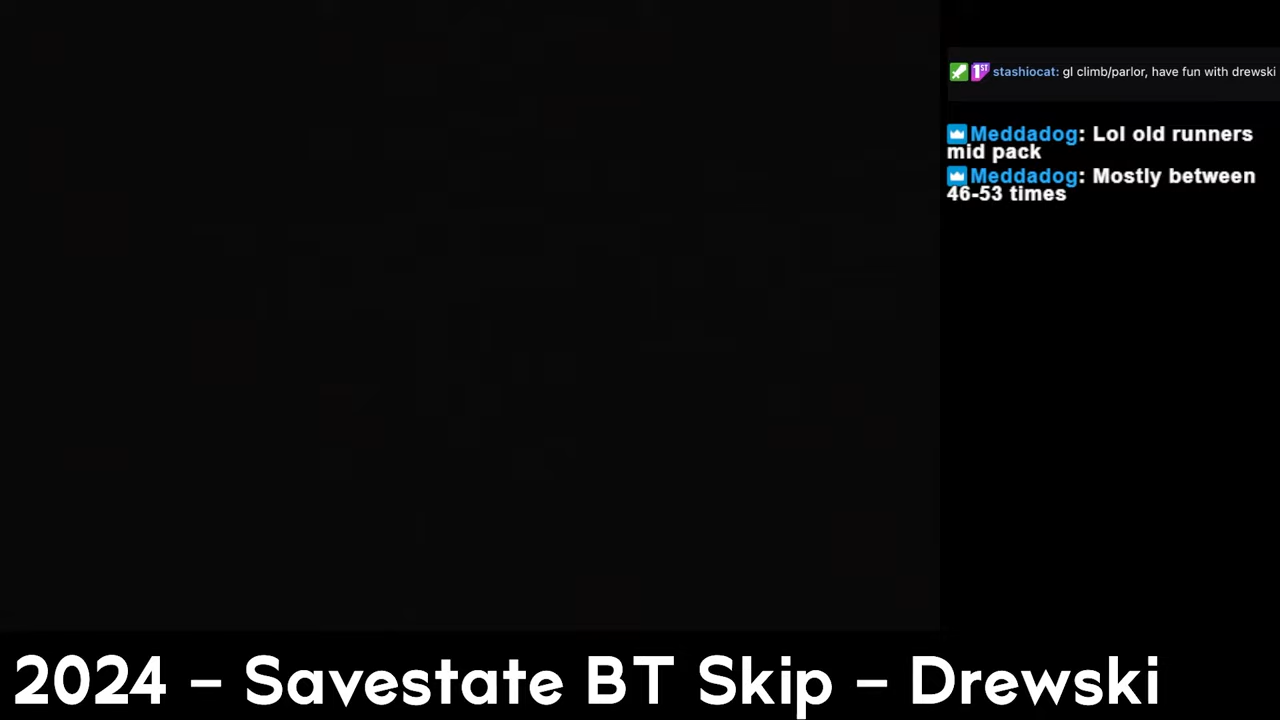 1ST stashiocat: gl climb/parlor, have fun with drewski
Meddadog: Lol old runners
mid pack
Meddadog: Mostly between
46-53 times
2024 – Savestate BT Skip – Drewski